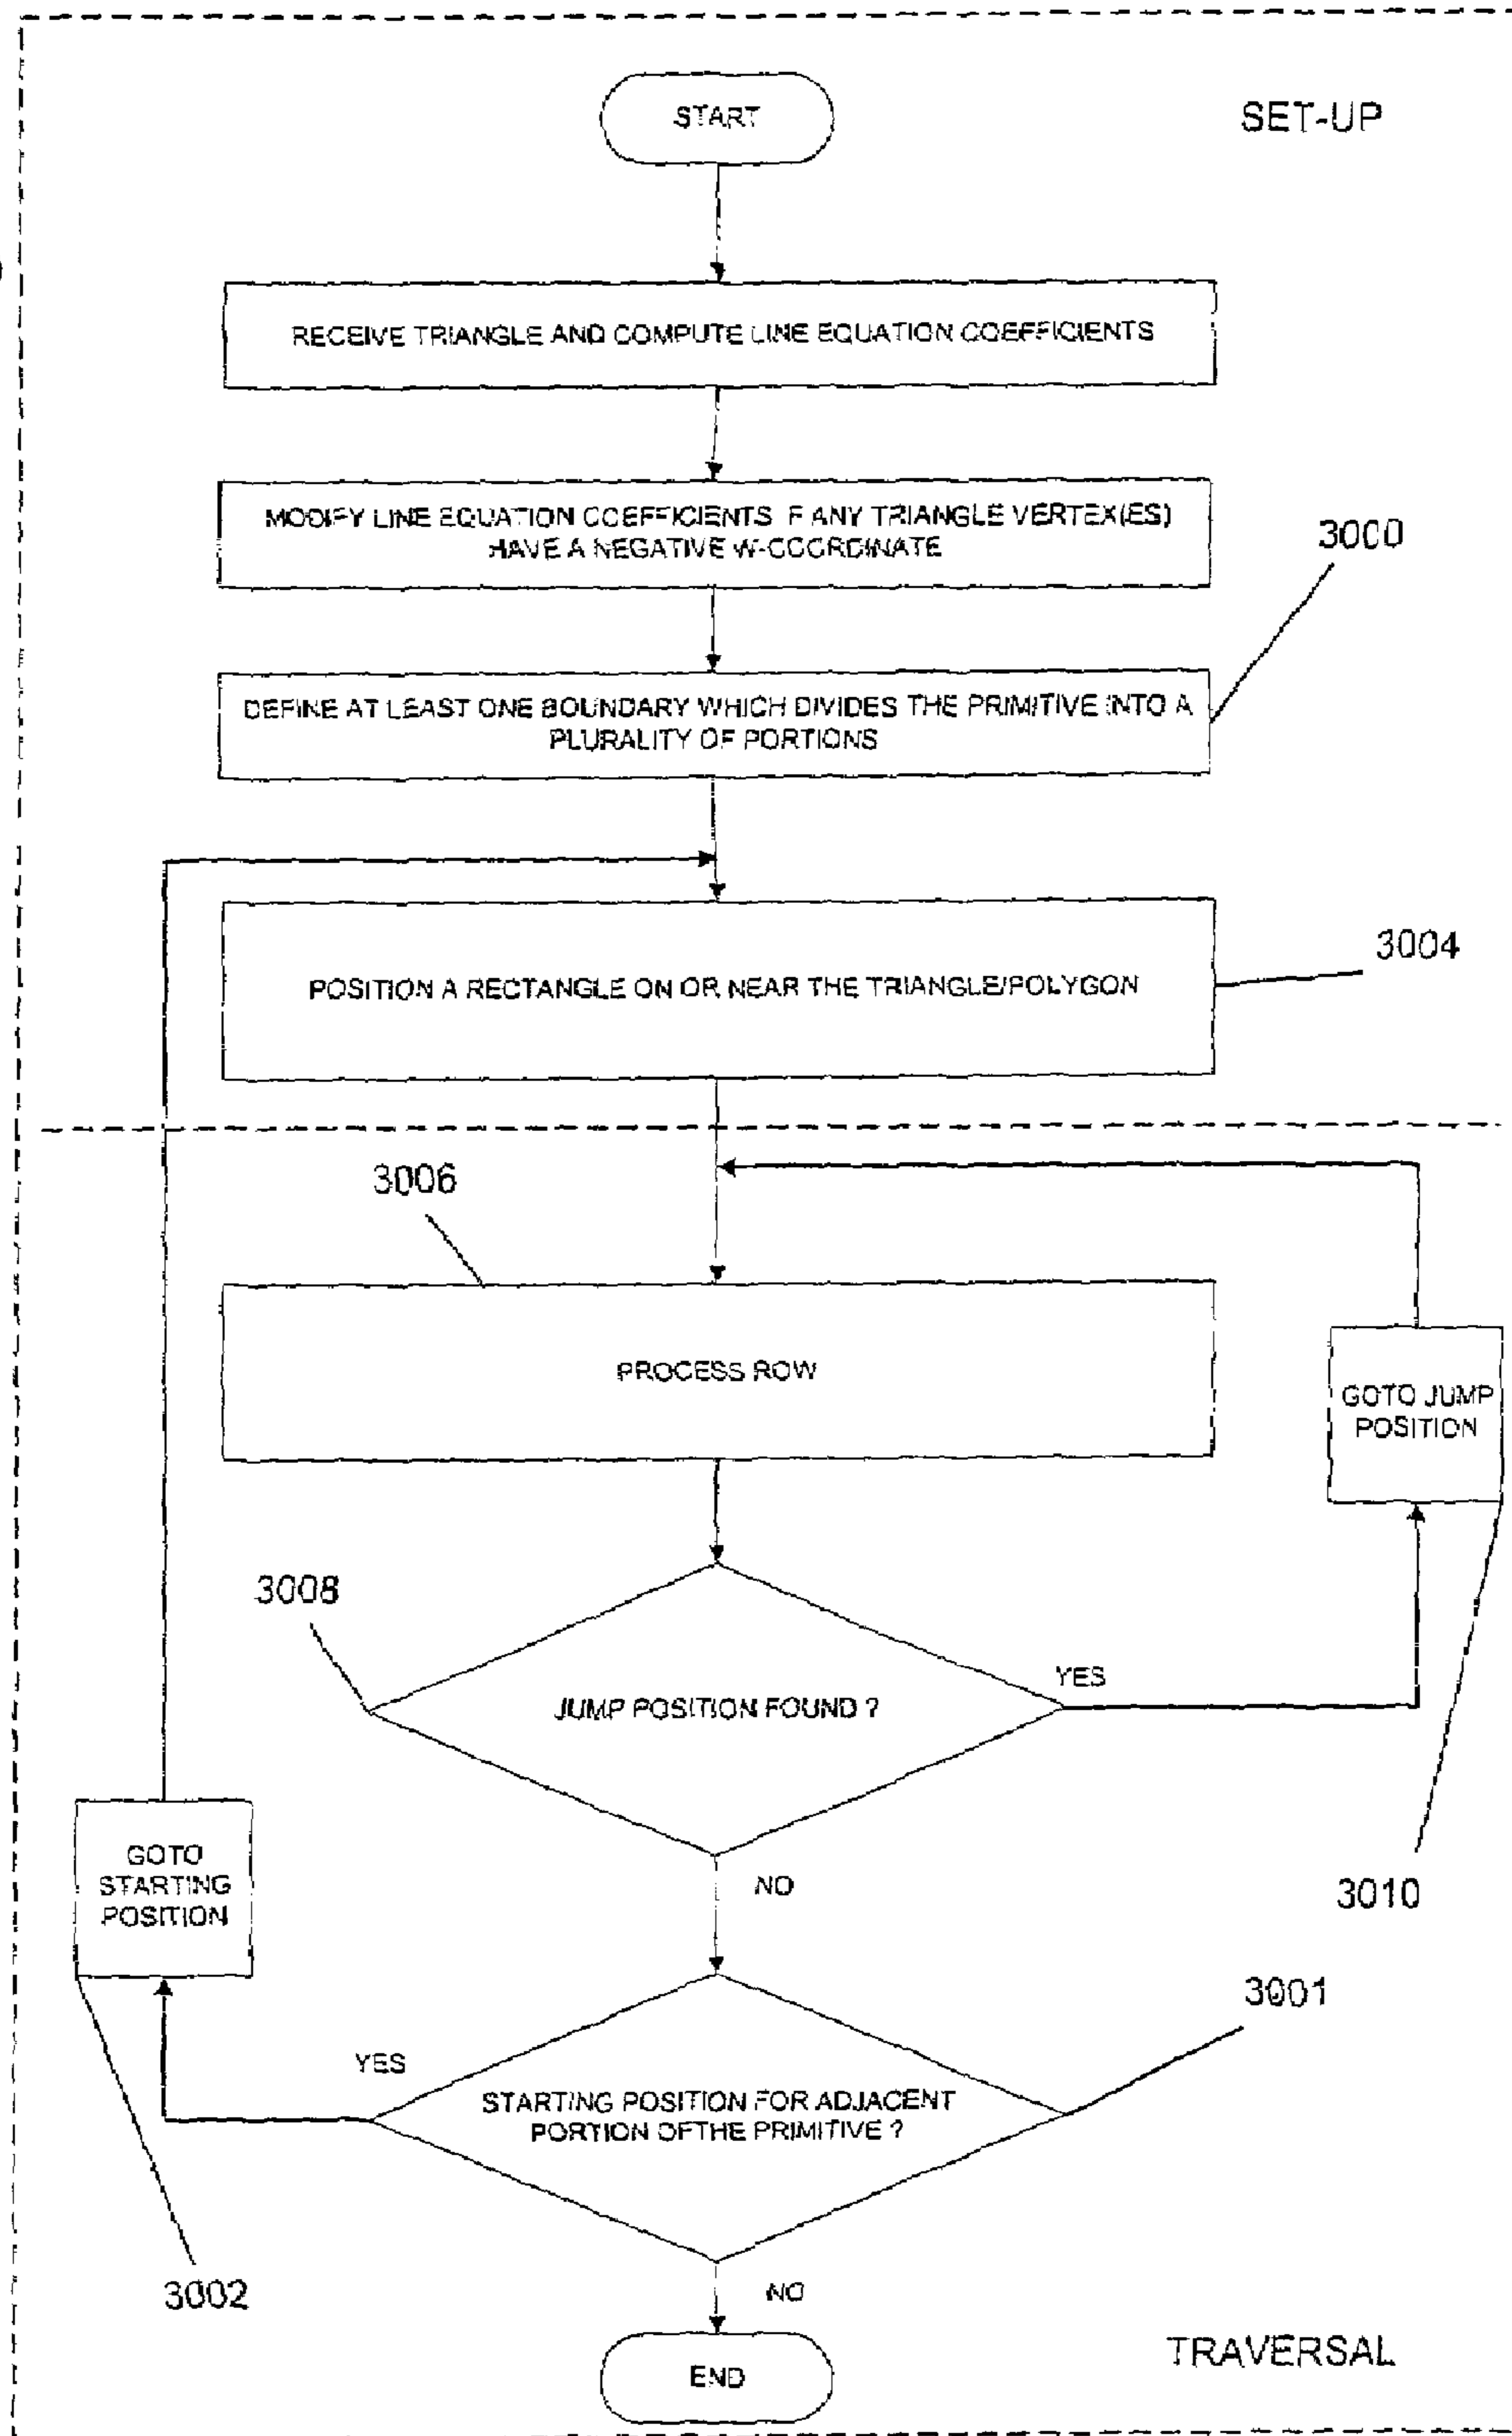 START
SET-UP
RECEIVE TRIANGLE AND COMPUTE LINE EQUATION COEFFICIENTS
MODIFY LINE EQUATION COEFFICIENTS IF ANY TRIANGLE VERTEX(ES)
HAVE A NEGATIVE W-COORDINATE
3000
DEFINE AT LEAST ONE BOUNDARY WHICH DIVIDES THE PRIMITIVE INTO A
PLURALITY OF PORTIONS
3004
POSITION A RECTANGLE ON OR NEAR THE TRIANGLE/POLYGON
3006
PROCESS ROW
GOTO JUMP
POSITION
3008
YES
JUMP POSITION FOUND ?
GOTO
STARTING
POSITION
NO
3010
3001
YES
STARTING POSITION FOR ADJACENT
PORTION OFTHE PRIMITIVE ?
3002
NO
TRAVERSAL
END